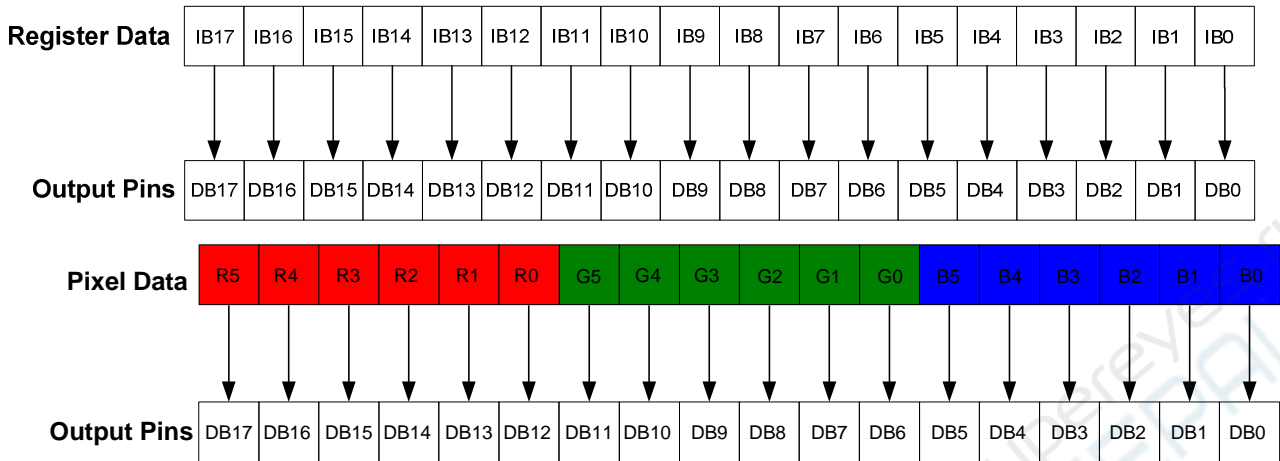 Register Data IB17 IB16 IB15 IB14 IB13 IB12 IB11 IB10 IB9 IB8 IB7 IB6 IB5 IB4 IB3 IB2 IB1 IB0
Output Pins DB17 DB16 DB15 DB14 DB13 DB12 DB11 DB10 DB9 DB8 DB7 DB6 DB5 DB4 DB3 DB2 DB1 DB0
Pixel Data R5 R4 R3 R2 R1 R0 G5 G4 G3 G2 G1 G0 B5 B4 B3 B2 B1 B0
Output Pins DB17 DB16 DB15 DB14 DB13 DB12 DB11 DB10 DB9 DB8 DB7 DB6 DB5 DB4 DB3 DB2 DB1 DB0